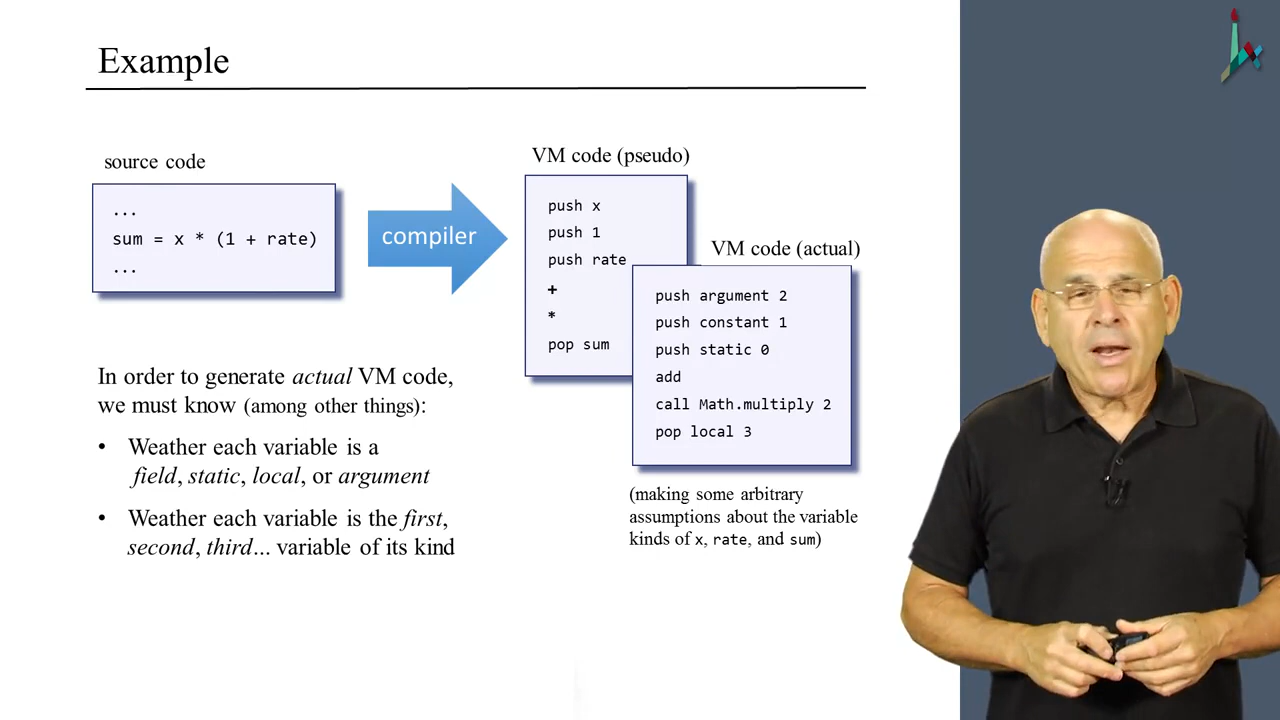 Example
source code
...
sum = x * (1 + rate)
...
compiler
VM code (pseudo)
push x
push 1
push rate
+
*
pop sum
VM code (actual)
push argument 2
push constant 1
push static 0
add
call Math.multiply 2
pop local 3
(making some arbitrary
assumptions about the variable
kinds of x, rate, and sum)
In order to generate actual VM code,
we must know (among other things):
• Weather each variable is a
field, static, local, or argument
• Weather each variable is the first,
second, third... variable of its kind